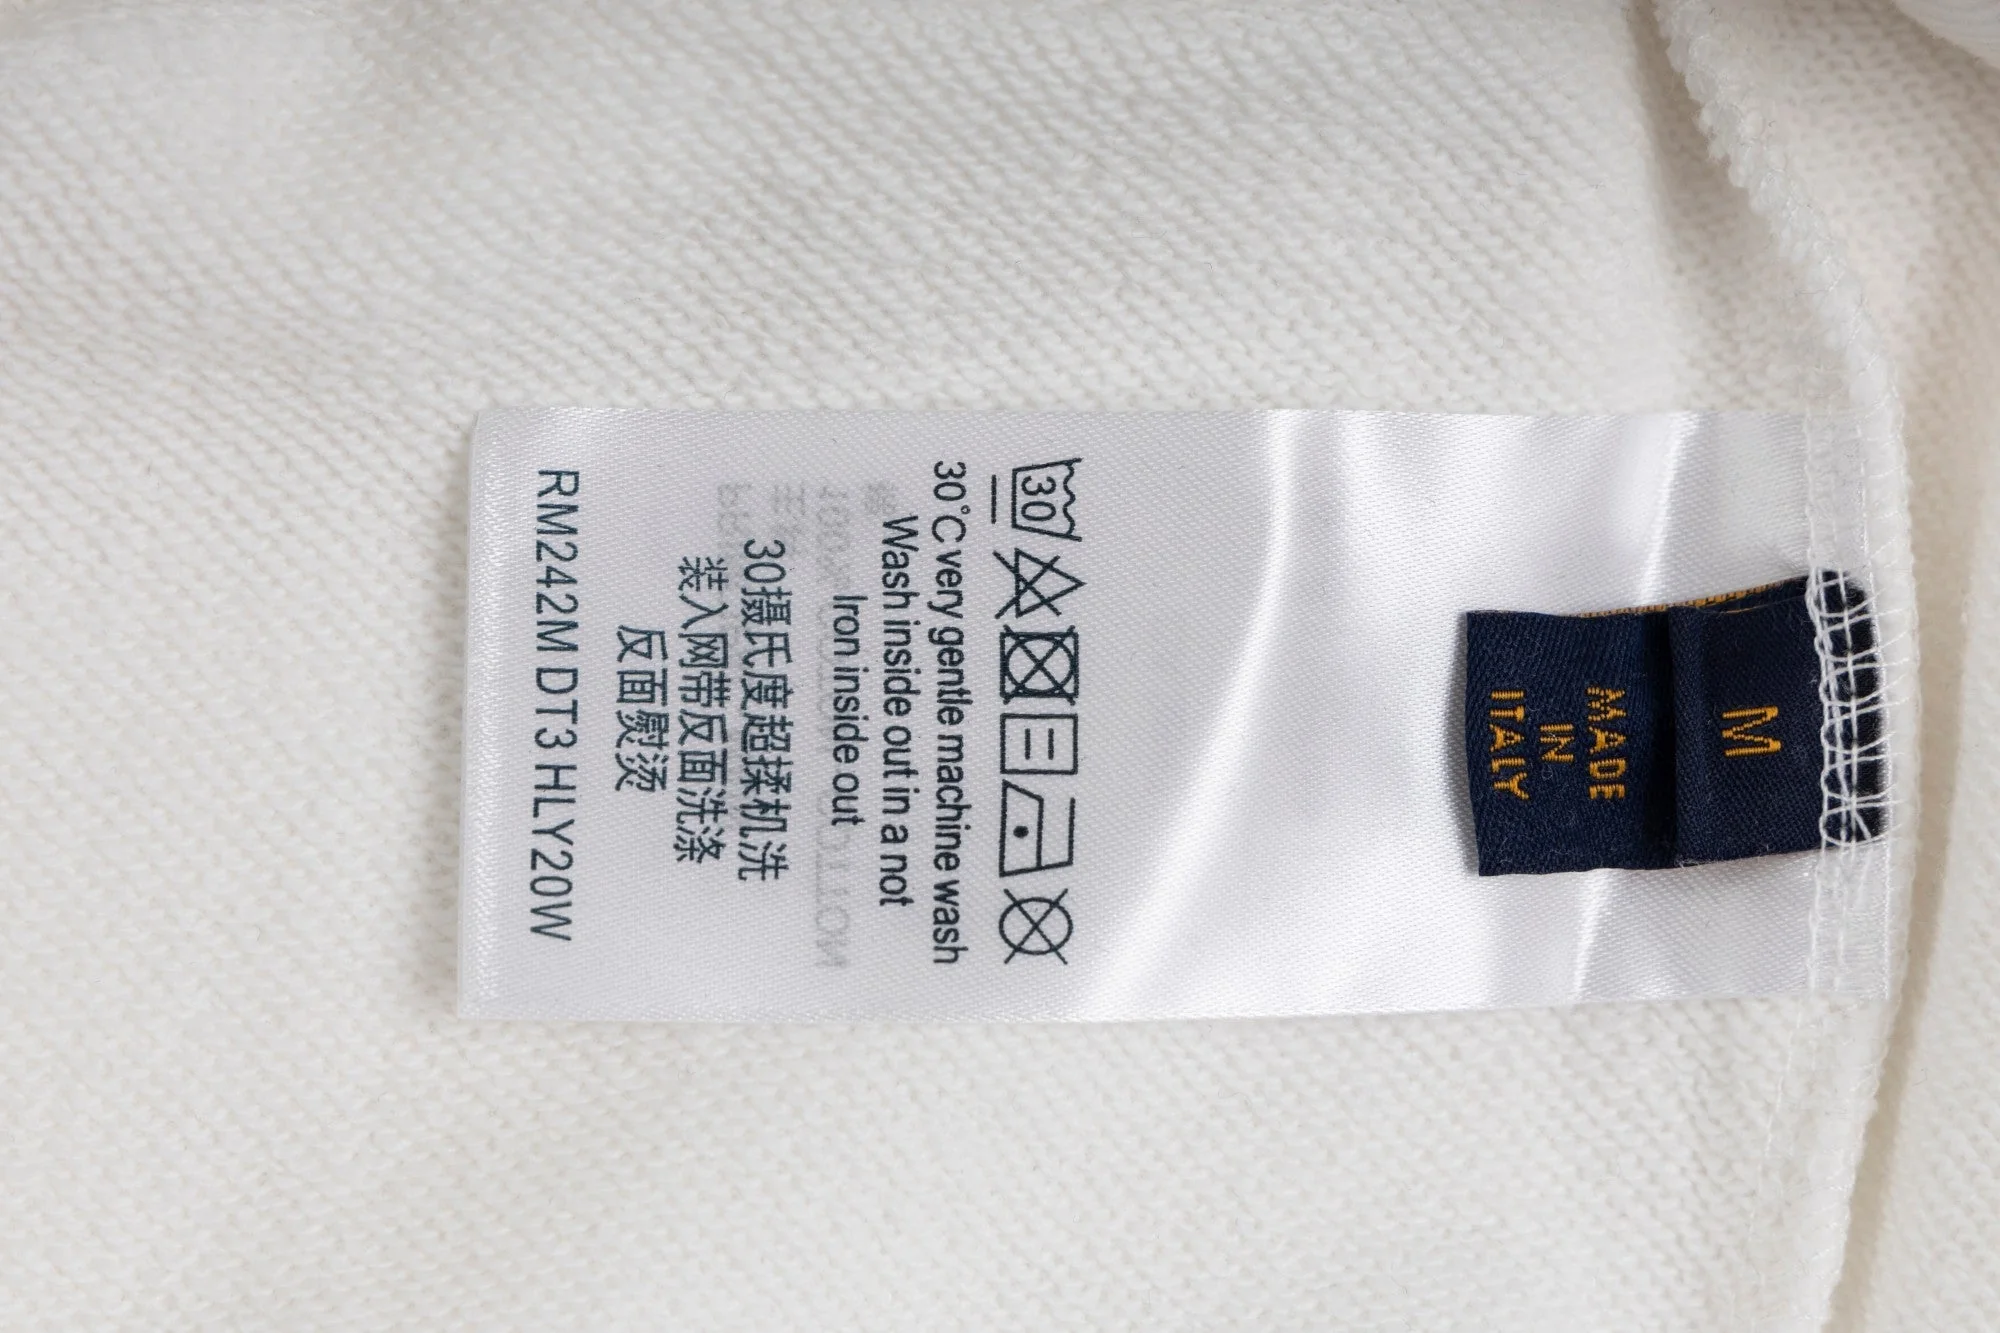 M
MADE
IN
ITALY
30
30°C very gentle machine wash
Wash inside out in a not
Iron inside out
30摄氏度超揉机洗
装入网带反面洗涤
反面熨烫
RM242M DT3 HLY20W